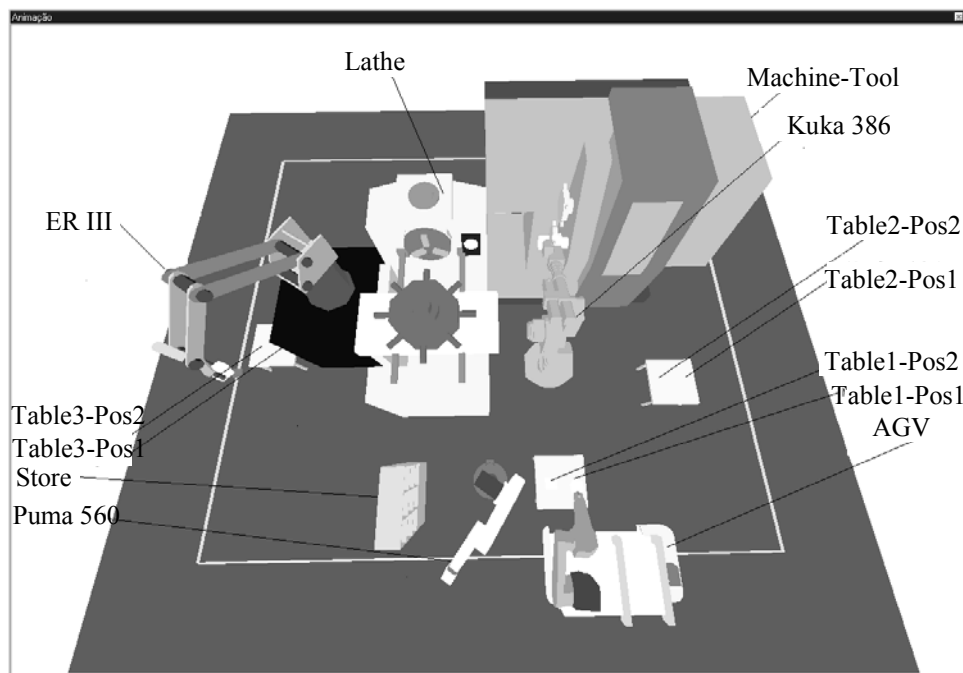 Animação
Lathe
Machine-Tool
Kuka 386
ER III
Table2-Pos2
Table2-Pos1
Table1-Pos2
Table1-Pos1
AGV
Table3-Pos2
Table3-Pos1
Store
Puma 560